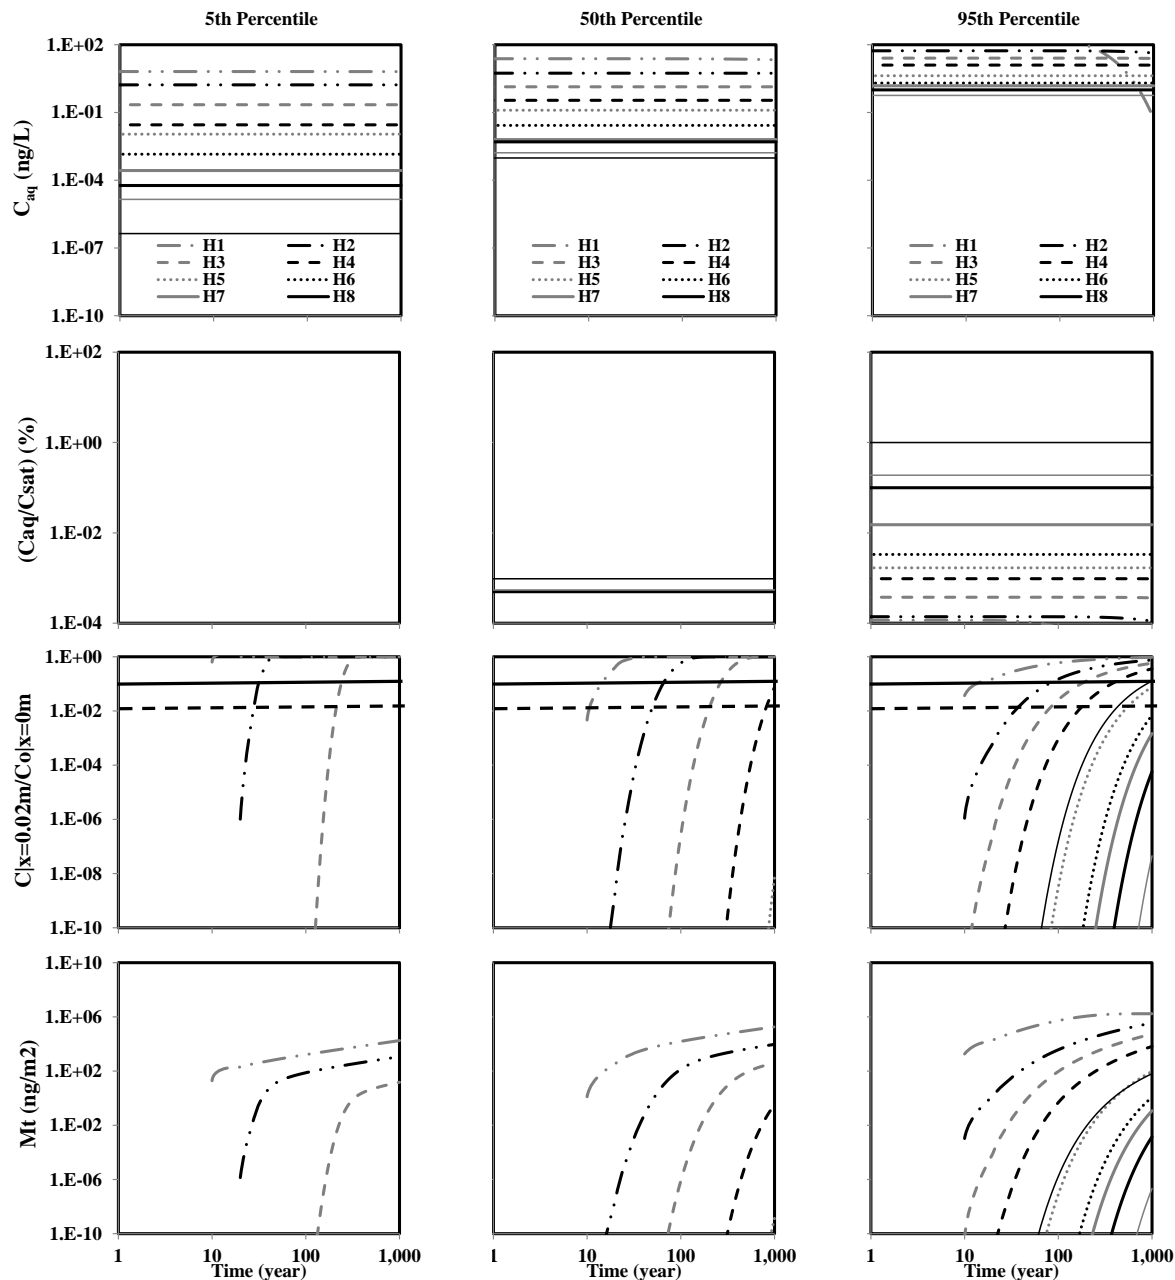 5th Percentile 50th Percentile 95th Percentile
C_aq (ng/L)
1.E+02
1.E-01
1.E-04
1.E-07
1.E-10
H1 H2
H3 H4
H5 H6
H7 H8
H1 H2
H3 H4
H5 H6
H7 H8
H1 H2
H3 H4
H5 H6
H7 H8
(Caq/Csat) (%)
1.E+02
1.E+00
1.E-02
1.E-04
C|x=0.02m/Co|x=0m
1.E+00
1.E-02
1.E-04
1.E-06
1.E-08
1.E-10
Mt (ng/m2)
1.E+10
1.E+06
1.E+02
1.E-02
1.E-06
1.E-10
1 10 100 1,000 1 10 100 1,000 1 10 100 1,000
Time (year) Time (year) Time (year)